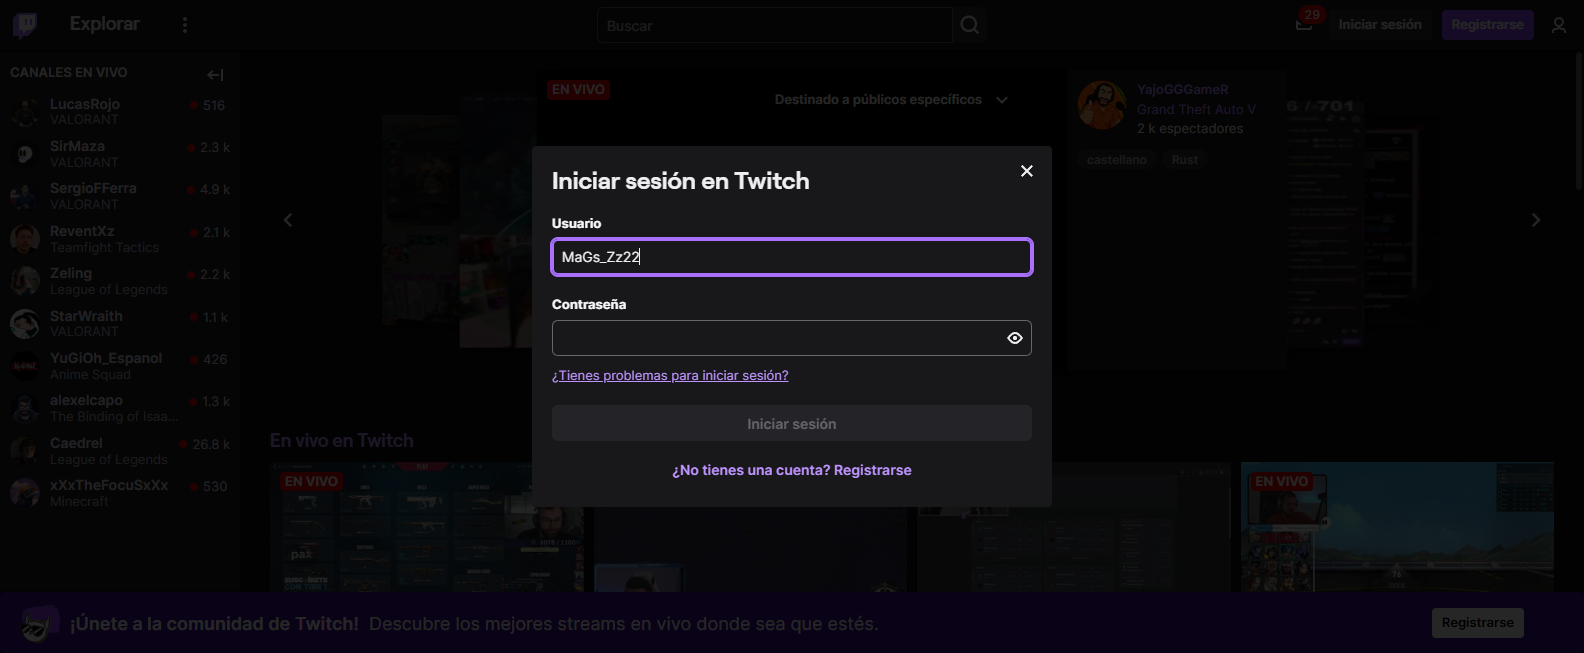 Explorar
Buscar
29
Iniciar sesión
Registrarse
CANALES EN VIVO
LucasRojo
516
VALORANT
SirMaza
2.3 k
VALORANT
SergioFFerra
4.9 k
VALORANT
ReventXz
2.1 k
Teamfight Tactics
Zeling
2.2 k
League of Legends
StarWraith
1.1 k
VALORANT
YuGiOh_Espanol
426
Anime Squad
alexelcapo
1.3 k
The Binding of Isaa...
Caedrel
26.8 k
League of Legends
xXxTheFocuSxXx
530
Minecraft
EN VIVO
Destinado a públicos específicos
YajoGGGameR
Grand Theft Auto V
2 k espectadores
castellano
Rust
6 / -701
Iniciar sesión en Twitch
Usuario
MaGs_Zz22
Contraseña
¿Tienes problemas para iniciar sesión?
Iniciar sesión
¿No tienes una cuenta? Registrarse
En vivo en Twitch
EN VIVO
pax
EN VIVO
76
¡Únete a la comunidad de Twitch! Descubre los mejores streams en vivo donde sea que estés.
Registrarse